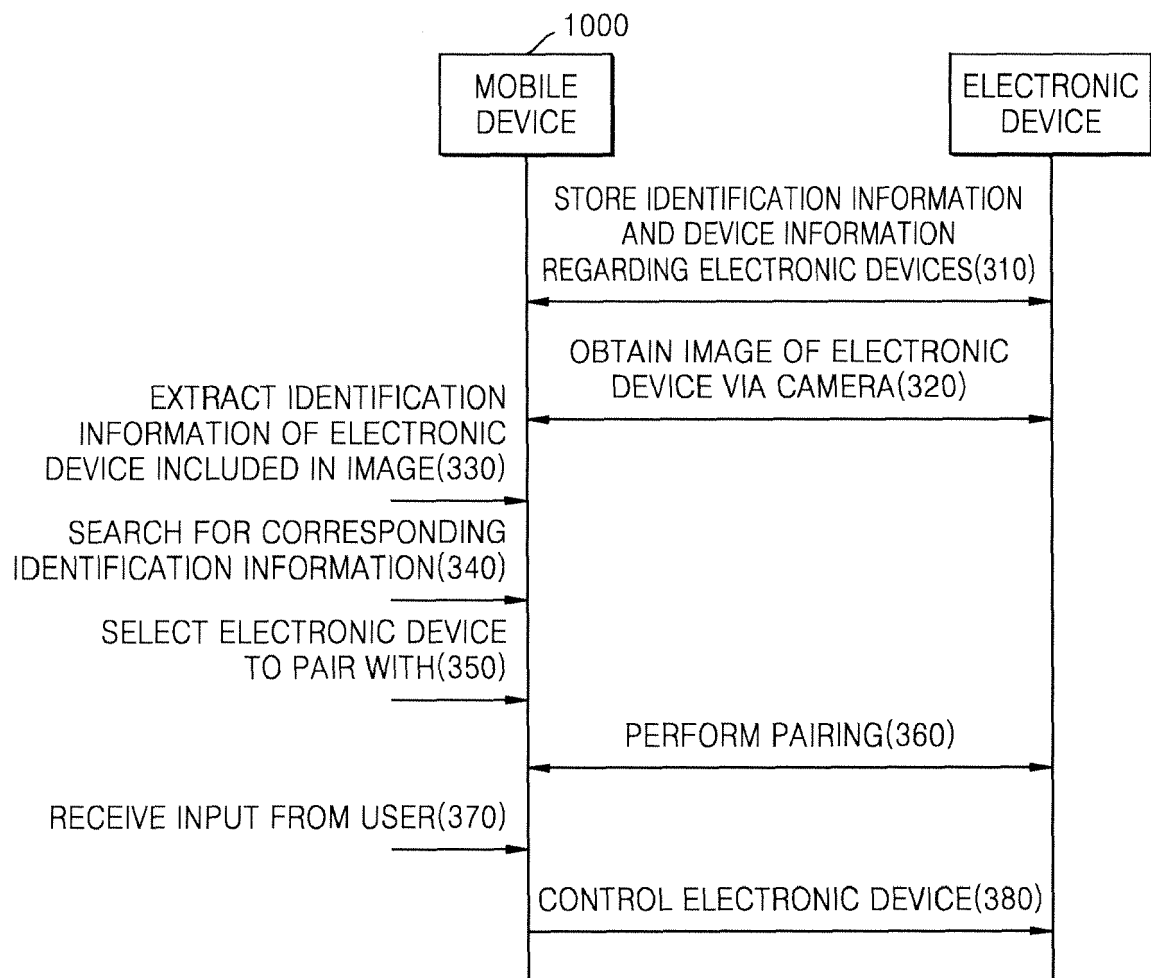 1000
MOBILE
DEVICE
ELECTRONIC
DEVICE
STORE IDENTIFICATION INFORMATION
AND DEVICE INFORMATION
REGARDING ELECTRONIC DEVICES(310)
OBTAIN IMAGE OF ELECTRONIC
DEVICE VIA CAMERA(320)
EXTRACT IDENTIFICATION
INFORMATION OF ELECTRONIC
DEVICE INCLUDED IN IMAGE(330)
SEARCH FOR CORRESPONDING
IDENTIFICATION INFORMATION(340)
SELECT ELECTRONIC DEVICE
TO PAIR WITH(350)
PERFORM PAIRING(360)
RECEIVE INPUT FROM USER(370)
CONTROL ELECTRONIC DEVICE(380)